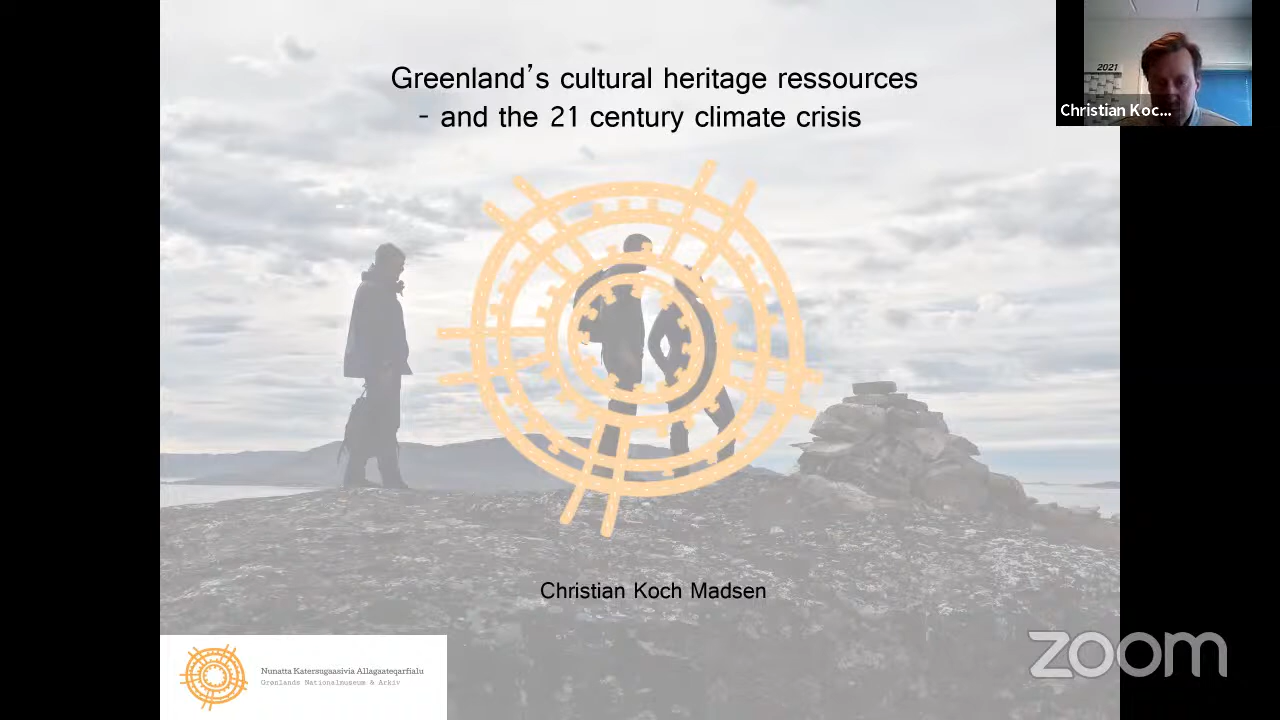 Greenland’s cultural heritage ressources
- and the 21 century climate crisis
2021
Christian Koc...
Christian Koch Madsen
zoom
Nunatta Katersugaasivia Allagaateqarfialu
Grønlands Nationalmuseum & Arkiv